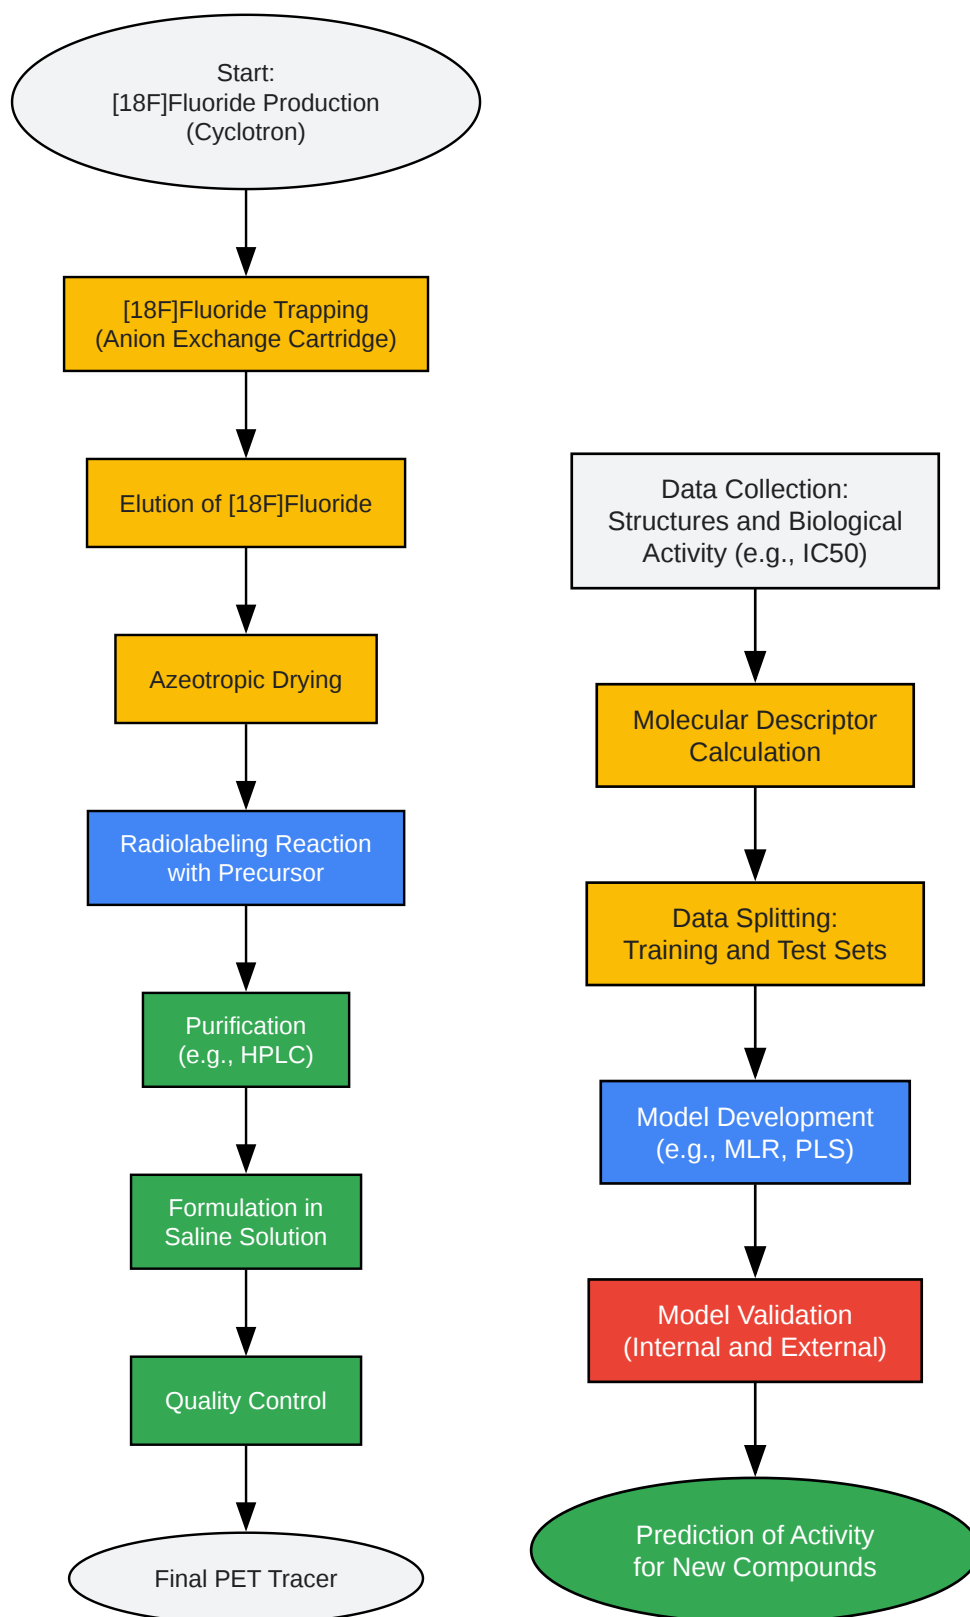 Start:
[18F]Fluoride Production
(Cyclotron)
[18F]Fluoride Trapping
(Anion Exchange Cartridge)
Elution of [18F]Fluoride
Azeotropic Drying
Radiolabeling Reaction
with Precursor
Purification
(e.g., HPLC)
Formulation in
Saline Solution
Quality Control
Final PET Tracer
Data Collection:
Structures and Biological
Activity (e.g., IC50)
Molecular Descriptor
Calculation
Data Splitting:
Training and Test Sets
Model Development
(e.g., MLR, PLS)
Model Validation
(Internal and External)
Prediction of Activity
for New Compounds